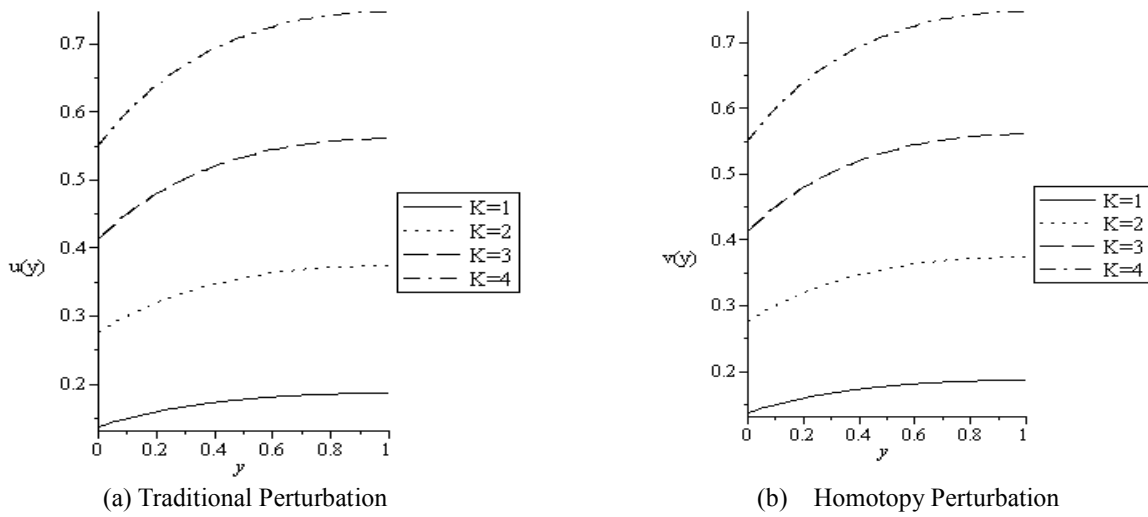 0.7
0.6
0.5
0.4
u(y)
0.3
0.2
0 0.2 0.4 0.6 0.8 1
y
K=1
K=2
K=3
K=4
(a) Traditional Perturbation
0.7
0.6
0.5
0.4
v(y)
0.3
0.2
0 0.2 0.4 0.6 0.8 1
y
K=1
K=2
K=3
K=4
(b) Homotopy Perturbation